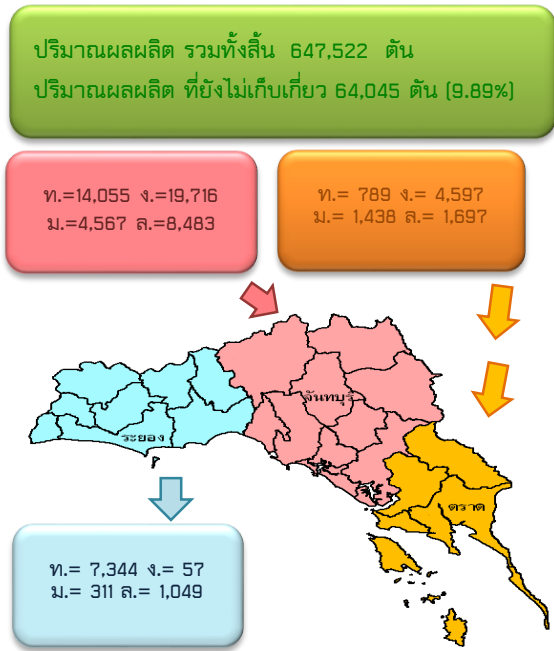 ปริมาณผลผลิต รวมทั้งสิ้น 647,522 ตัน
ปริมาณผลผลิต ที่ยังไม่เก็บเกี่ยว 64,045 ตัน (9.89%)
ท.=14,055 ง.=19,716
ม.=4,567 ล.=8,483
ท.= 789 ง.= 4,597
ม.= 1,438 ล.= 1,697
จันทบุรี
ระยอง
ตราด
ท.= 7,344 ง.= 57
ม.= 311 ล.= 1,049